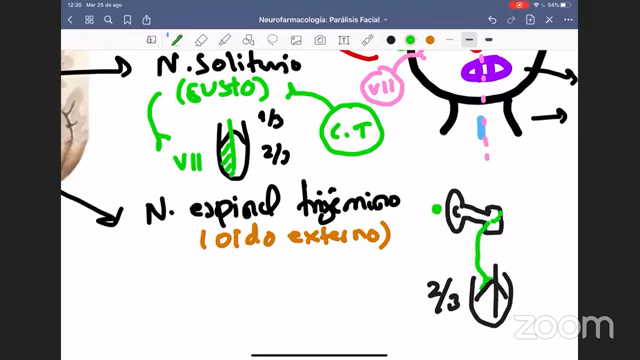 12:20 Mar 25 de ago
54%
Neurofarmacología: Parálisis Facial
N. Solitario
(GUSTO)
VII
1/3
C.T
VII
2/3
N. espinal trigémino
(oído externo)
2/3
zoom